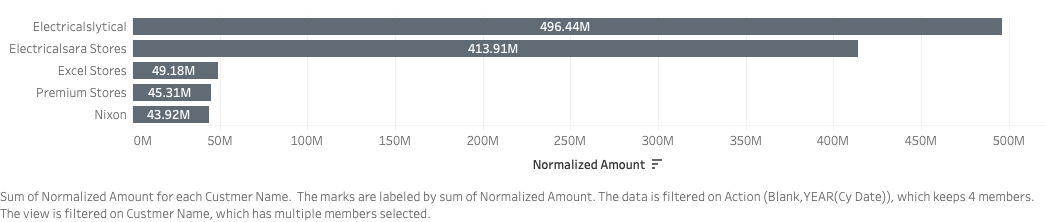 Electricalslytical 496.44M
Electricalsara Stores 413.91M
Excel Stores 49.18M
Premium Stores 45.31M
Nixon 43.92M
0M 50M 100M 150M 200M 250M 300M 350M 400M 450M 500M
Normalized Amount
Sum of Normalized Amount for each Custmer Name. The marks are labeled by sum of Normalized Amount. The data is filtered on Action (Blank,YEAR(Cy Date)), which keeps 4 members.
The view is filtered on Custmer Name, which has multiple members selected.